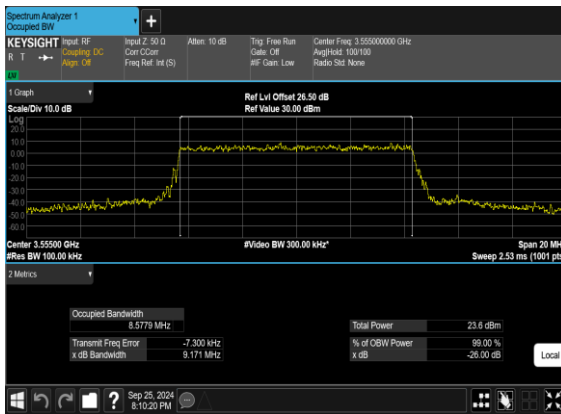 Spectrum Analyzer 1
Occupied BW
KEYSIGHT
R T
Input: RF
Coupling: DC
Align: Off
Input Z: 50 Ω
Corr CCorr
Freq Ref: Int (S)
Atten: 10 dB
Trig: Free Run
Gate: Off
#IF Gain: Low
Center Freq: 3.555000000 GHz
Avg|Hold: 100/100
Radio Std: None
1 Graph
Scale/Div 10.0 dB
Ref Lvl Offset 26.50 dB
Ref Value 30.00 dBm
Log
20.0
10.0
0.00
-10.0
-20.0
-30.0
-40.0
-50.0
-60.0
Center 3.55500 GHz
#Res BW 100.00 kHz
#Video BW 300.00 kHz*
Span 20 MH
Sweep 2.53 ms (1001 pts
2 Metrics
Occupied Bandwidth
8.5779 MHz
Transmit Freq Error -7.300 kHz
x dB Bandwidth 9.171 MHz
Total Power 23.6 dBm
% of OBW Power 99.00 %
x dB -26.00 dB
Local
Sep 25, 2024
8:10:20 PM